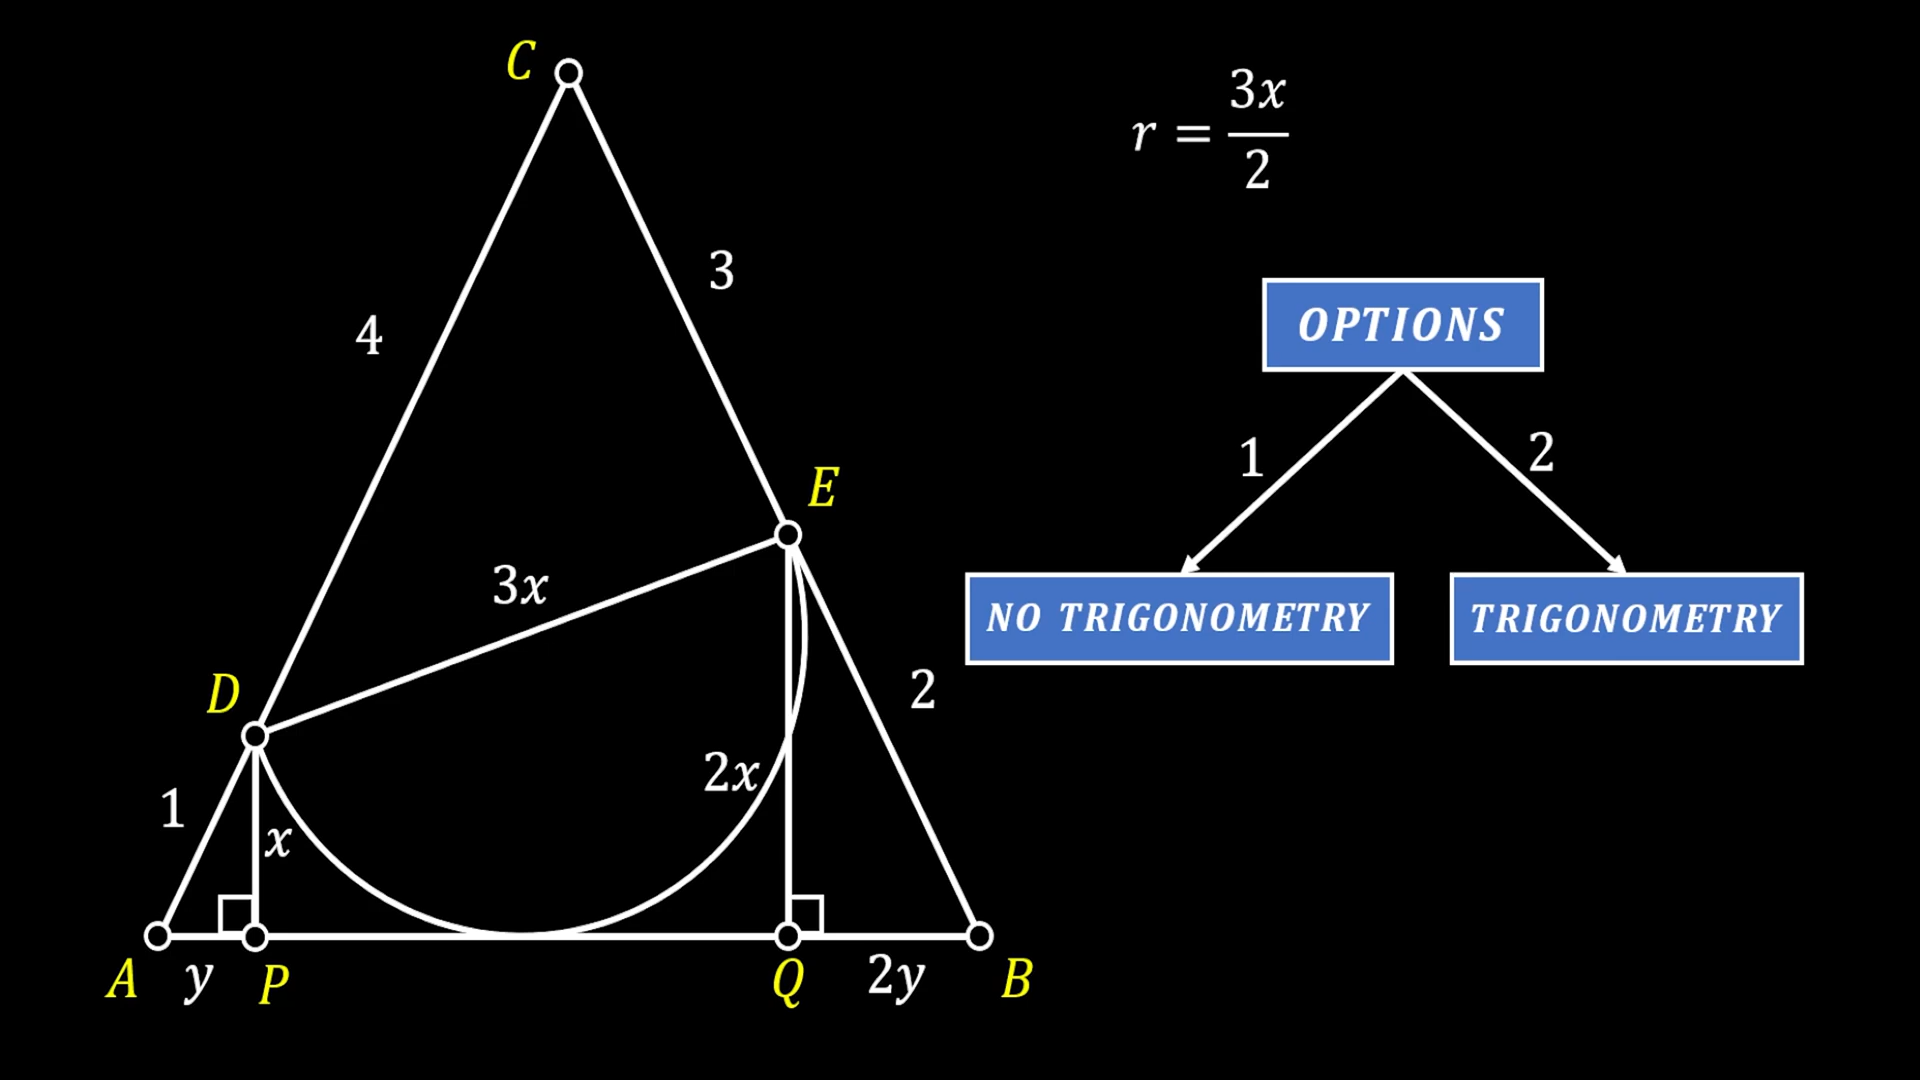 C
r = 3x/2
3
4
OPTIONS
1
2
E
3x
NO TRIGONOMETRY
TRIGONOMETRY
D
2
2x
1
x
A
y
P
Q
2y
B